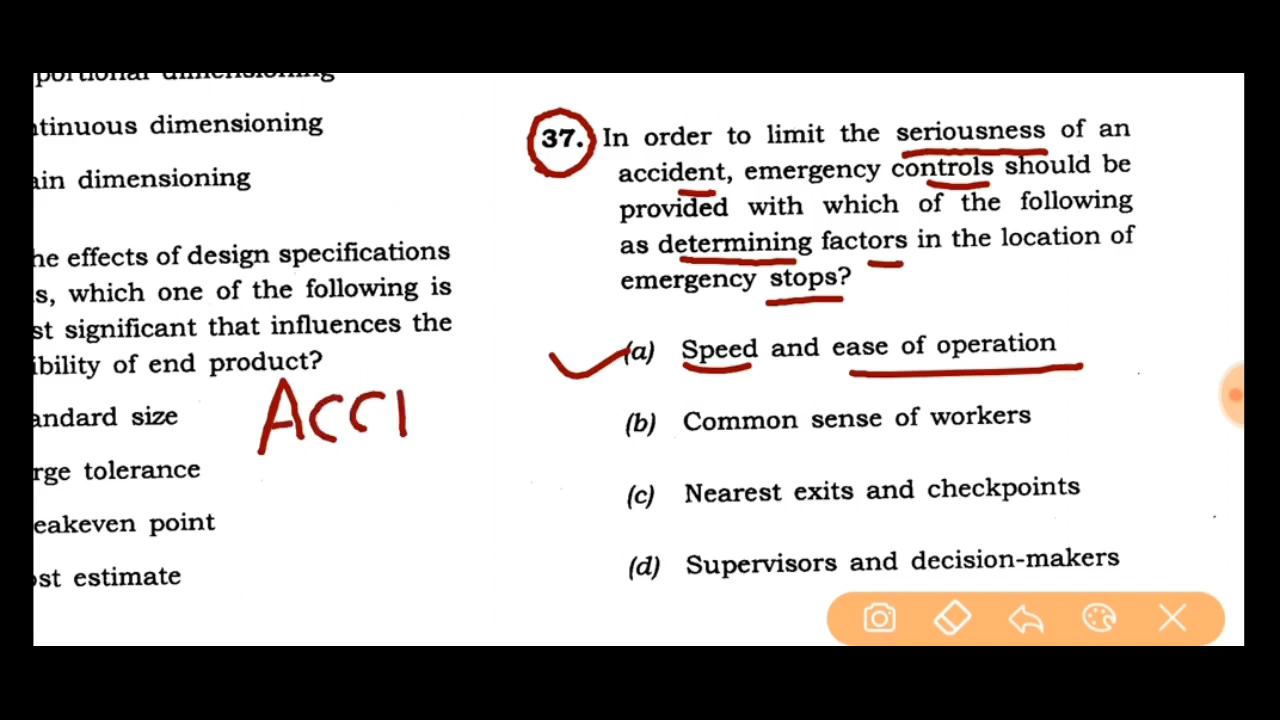 ntinuous dimensioning
ain dimensioning
he effects of design specifications
s, which one of the following is
st significant that influences the
ibility of end product?
andard size
rge tolerance
eakeven point
ost estimate
ACCI
37. In order to limit the seriousness of an
accident, emergency controls should be
provided with which of the following
as determining factors in the location of
emergency stops?
(a) Speed and ease of operation
(b) Common sense of workers
(c) Nearest exits and checkpoints
(d) Supervisors and decision-makers